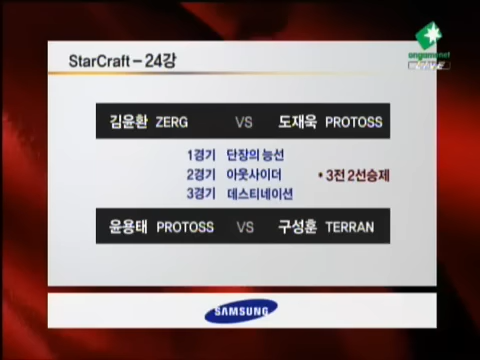 StarCraft – 24강
ongamenet
LIVE
김윤환 ZERG VS 도재욱 PROTOSS
1경기 단장의 능선
2경기 아웃사이더 • 3전 2선승제
3경기 데스티네이션
윤용태 PROTOSS VS 구성훈 TERRAN
SAMSUNG